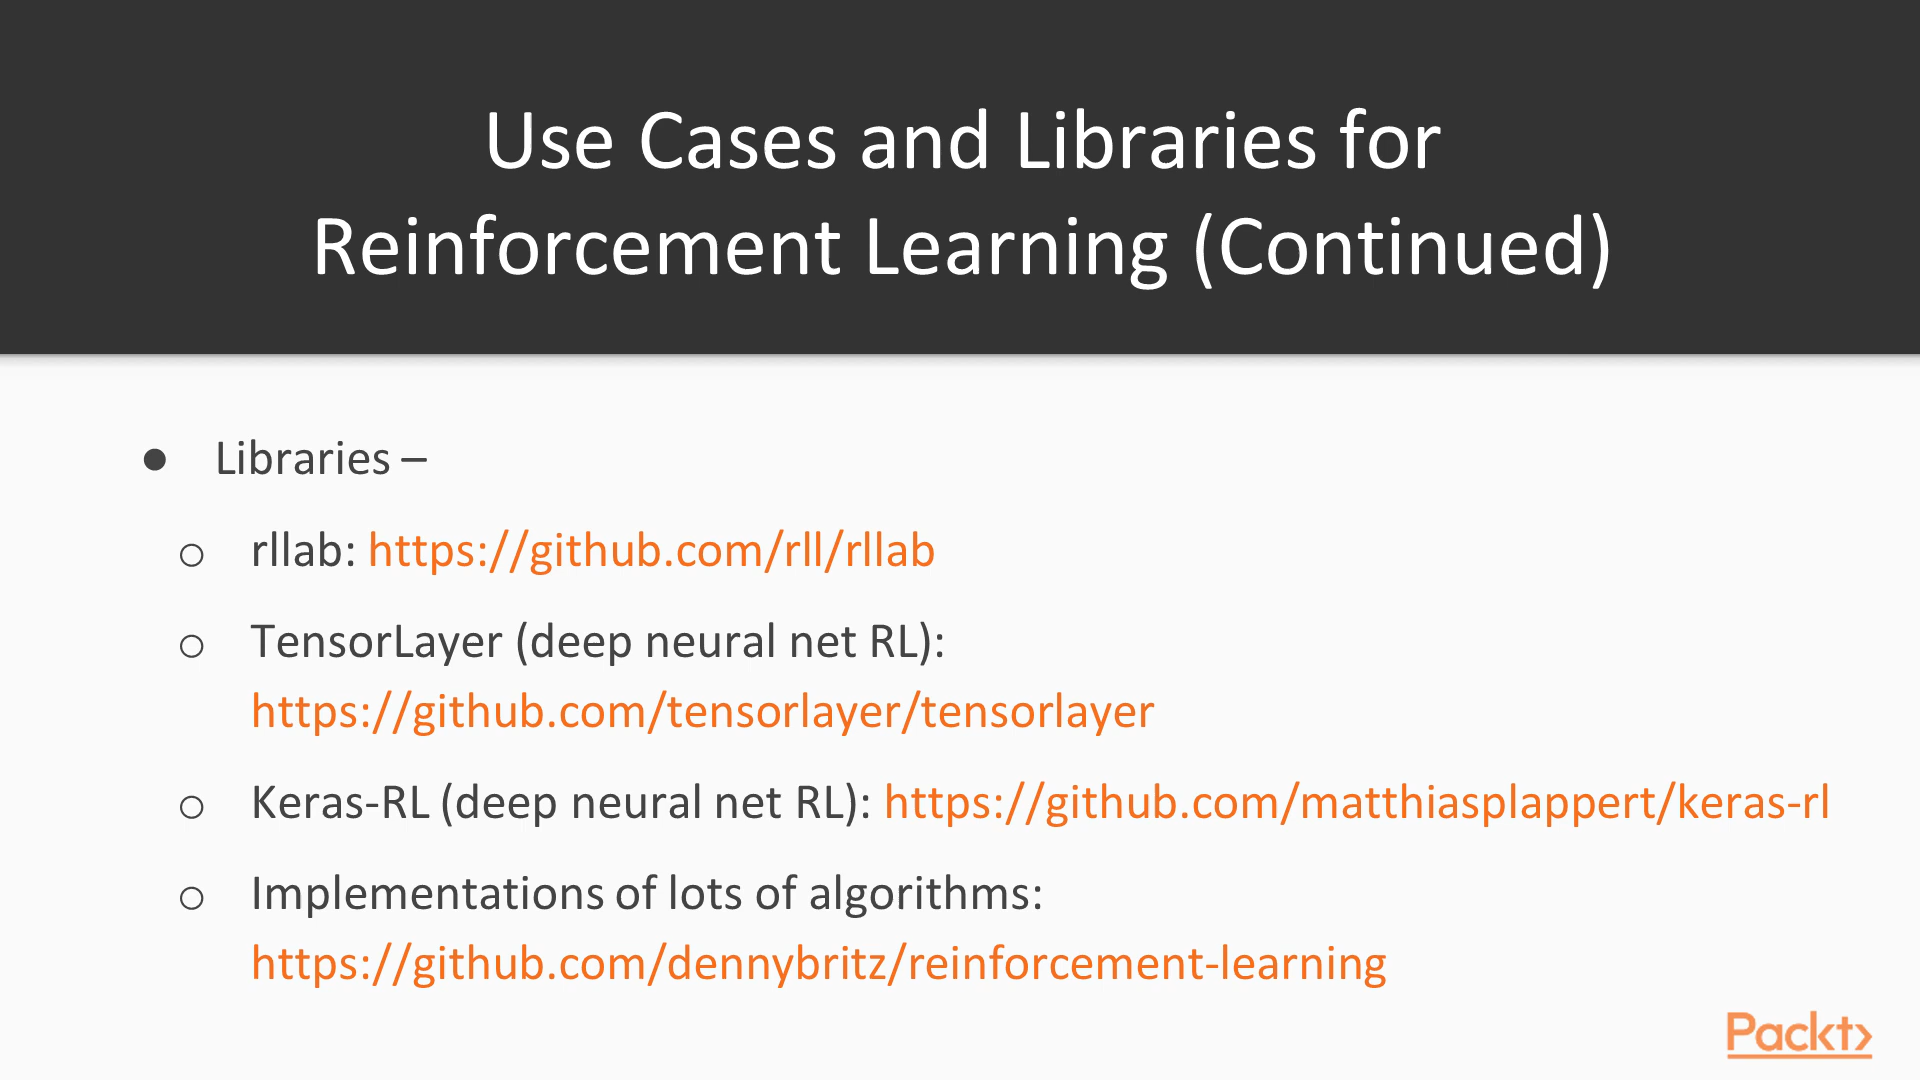 Use Cases and Libraries for
Reinforcement Learning (Continued)
● Libraries –
○ rllab: https://github.com/rll/rllab
○ TensorLayer (deep neural net RL):
https://github.com/tensorlayer/tensorlayer
○ Keras-RL (deep neural net RL): https://github.com/matthiasplappert/keras-rl
○ Implementations of lots of algorithms:
https://github.com/dennybritz/reinforcement-learning
Packt>